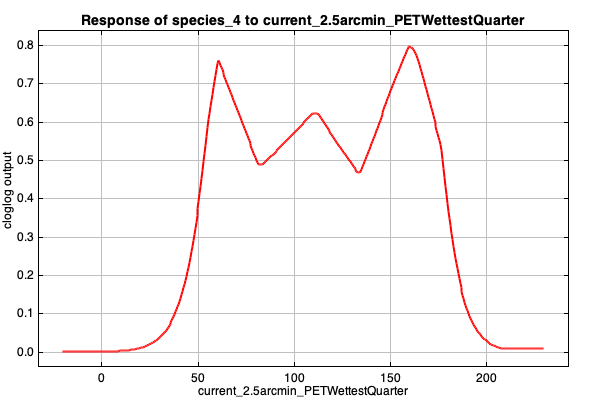 Response of species_4 to current_2.5arcmin_PETWettestQuarter
cloglog output
0.8
0.7
0.6
0.5
0.4
0.3
0.2
0.1
0.0
0 50 100 150 200
current_2.5arcmin_PETWettestQuarter